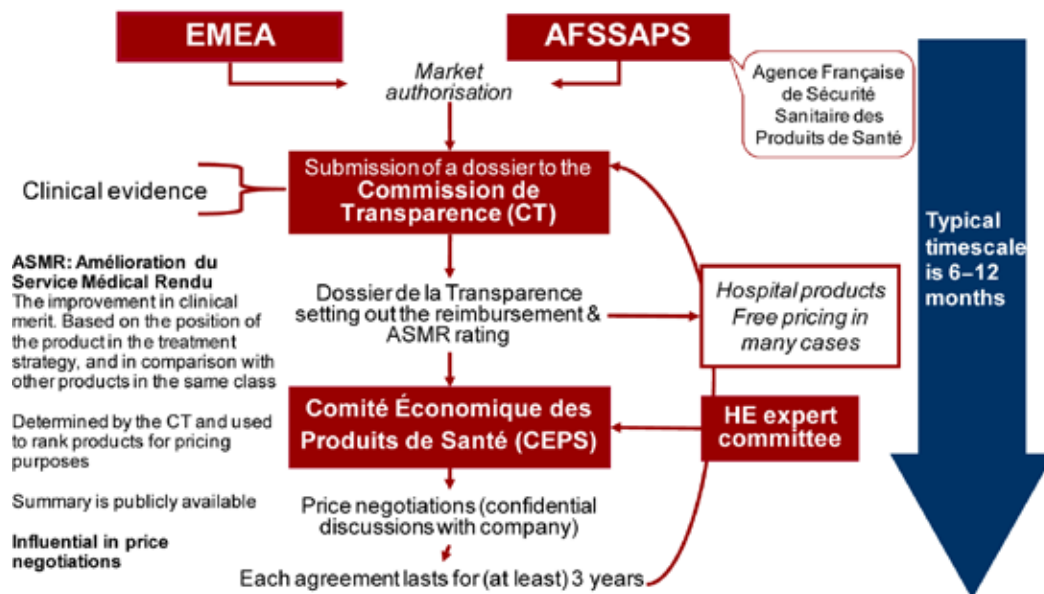 EMEA
AFSSAPS
Market
authorisation
Agence Française
de Sécurité
Sanitaire des
Produits de Santé
Submission of a dossier to the
Commission de
Transparence (CT)
Clinical evidence
Typical
timescale
is 6–12
months
ASMR: Amélioration du
Service Médical Rendu
The improvement in clinical
merit. Based on the position of
the product in the treatment
strategy, and in comparison with
other products in the same class
Determined by the CT and used
to rank products for pricing
purposes
Summary is publicly available
Influential in price
negotiations
Dossier de la Transparence
setting out the reimbursement &
ASMR rating
Hospital products
Free pricing in
many cases
Comité Économique des
Produits de Santé (CEPS)
HE expert
committee
Price negotiations (confidential
discussions with company)
Each agreement lasts for (at least) 3 years